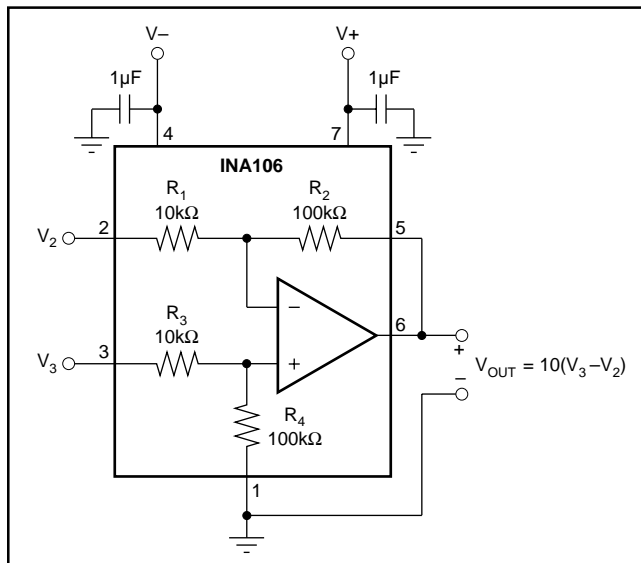 V– V+
1µF 1µF
4 7
INA106
R1 R2
10kΩ 100kΩ
V2 2 5
–
R3
10kΩ
6
V3 3 + +
VOUT = 10(V3 –V2)
–
R4
100kΩ
1